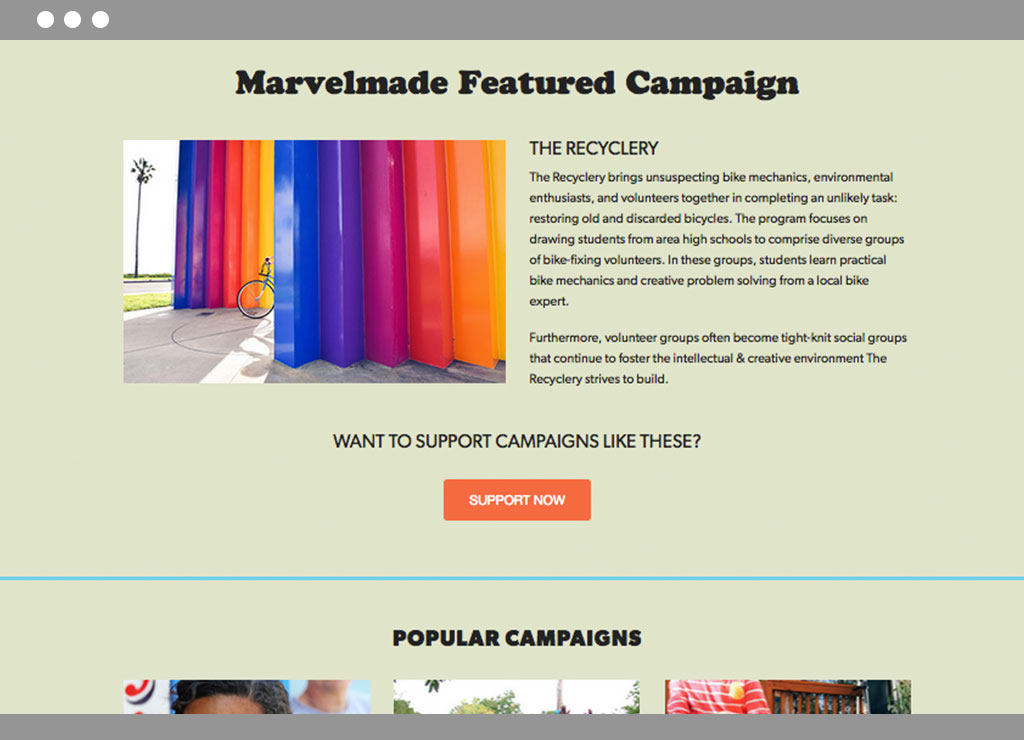 Marvelmade Featured Campaign
THE RECYCLERY
The Recyclery brings unsuspecting bike mechanics, environmental
enthusiasts, and volunteers together in completing an unlikely task:
restoring old and discarded bicycles. The program focuses on
drawing students from area high schools to comprise diverse groups
of bike-fixing volunteers. In these groups, students learn practical
bike mechanics and creative problem solving from a local bike
expert.
Furthermore, volunteer groups often become tight-knit social groups
that continue to foster the intellectual & creative environment The
Recyclery strives to build.
WANT TO SUPPORT CAMPAIGNS LIKE THESE?
SUPPORT NOW
POPULAR CAMPAIGNS